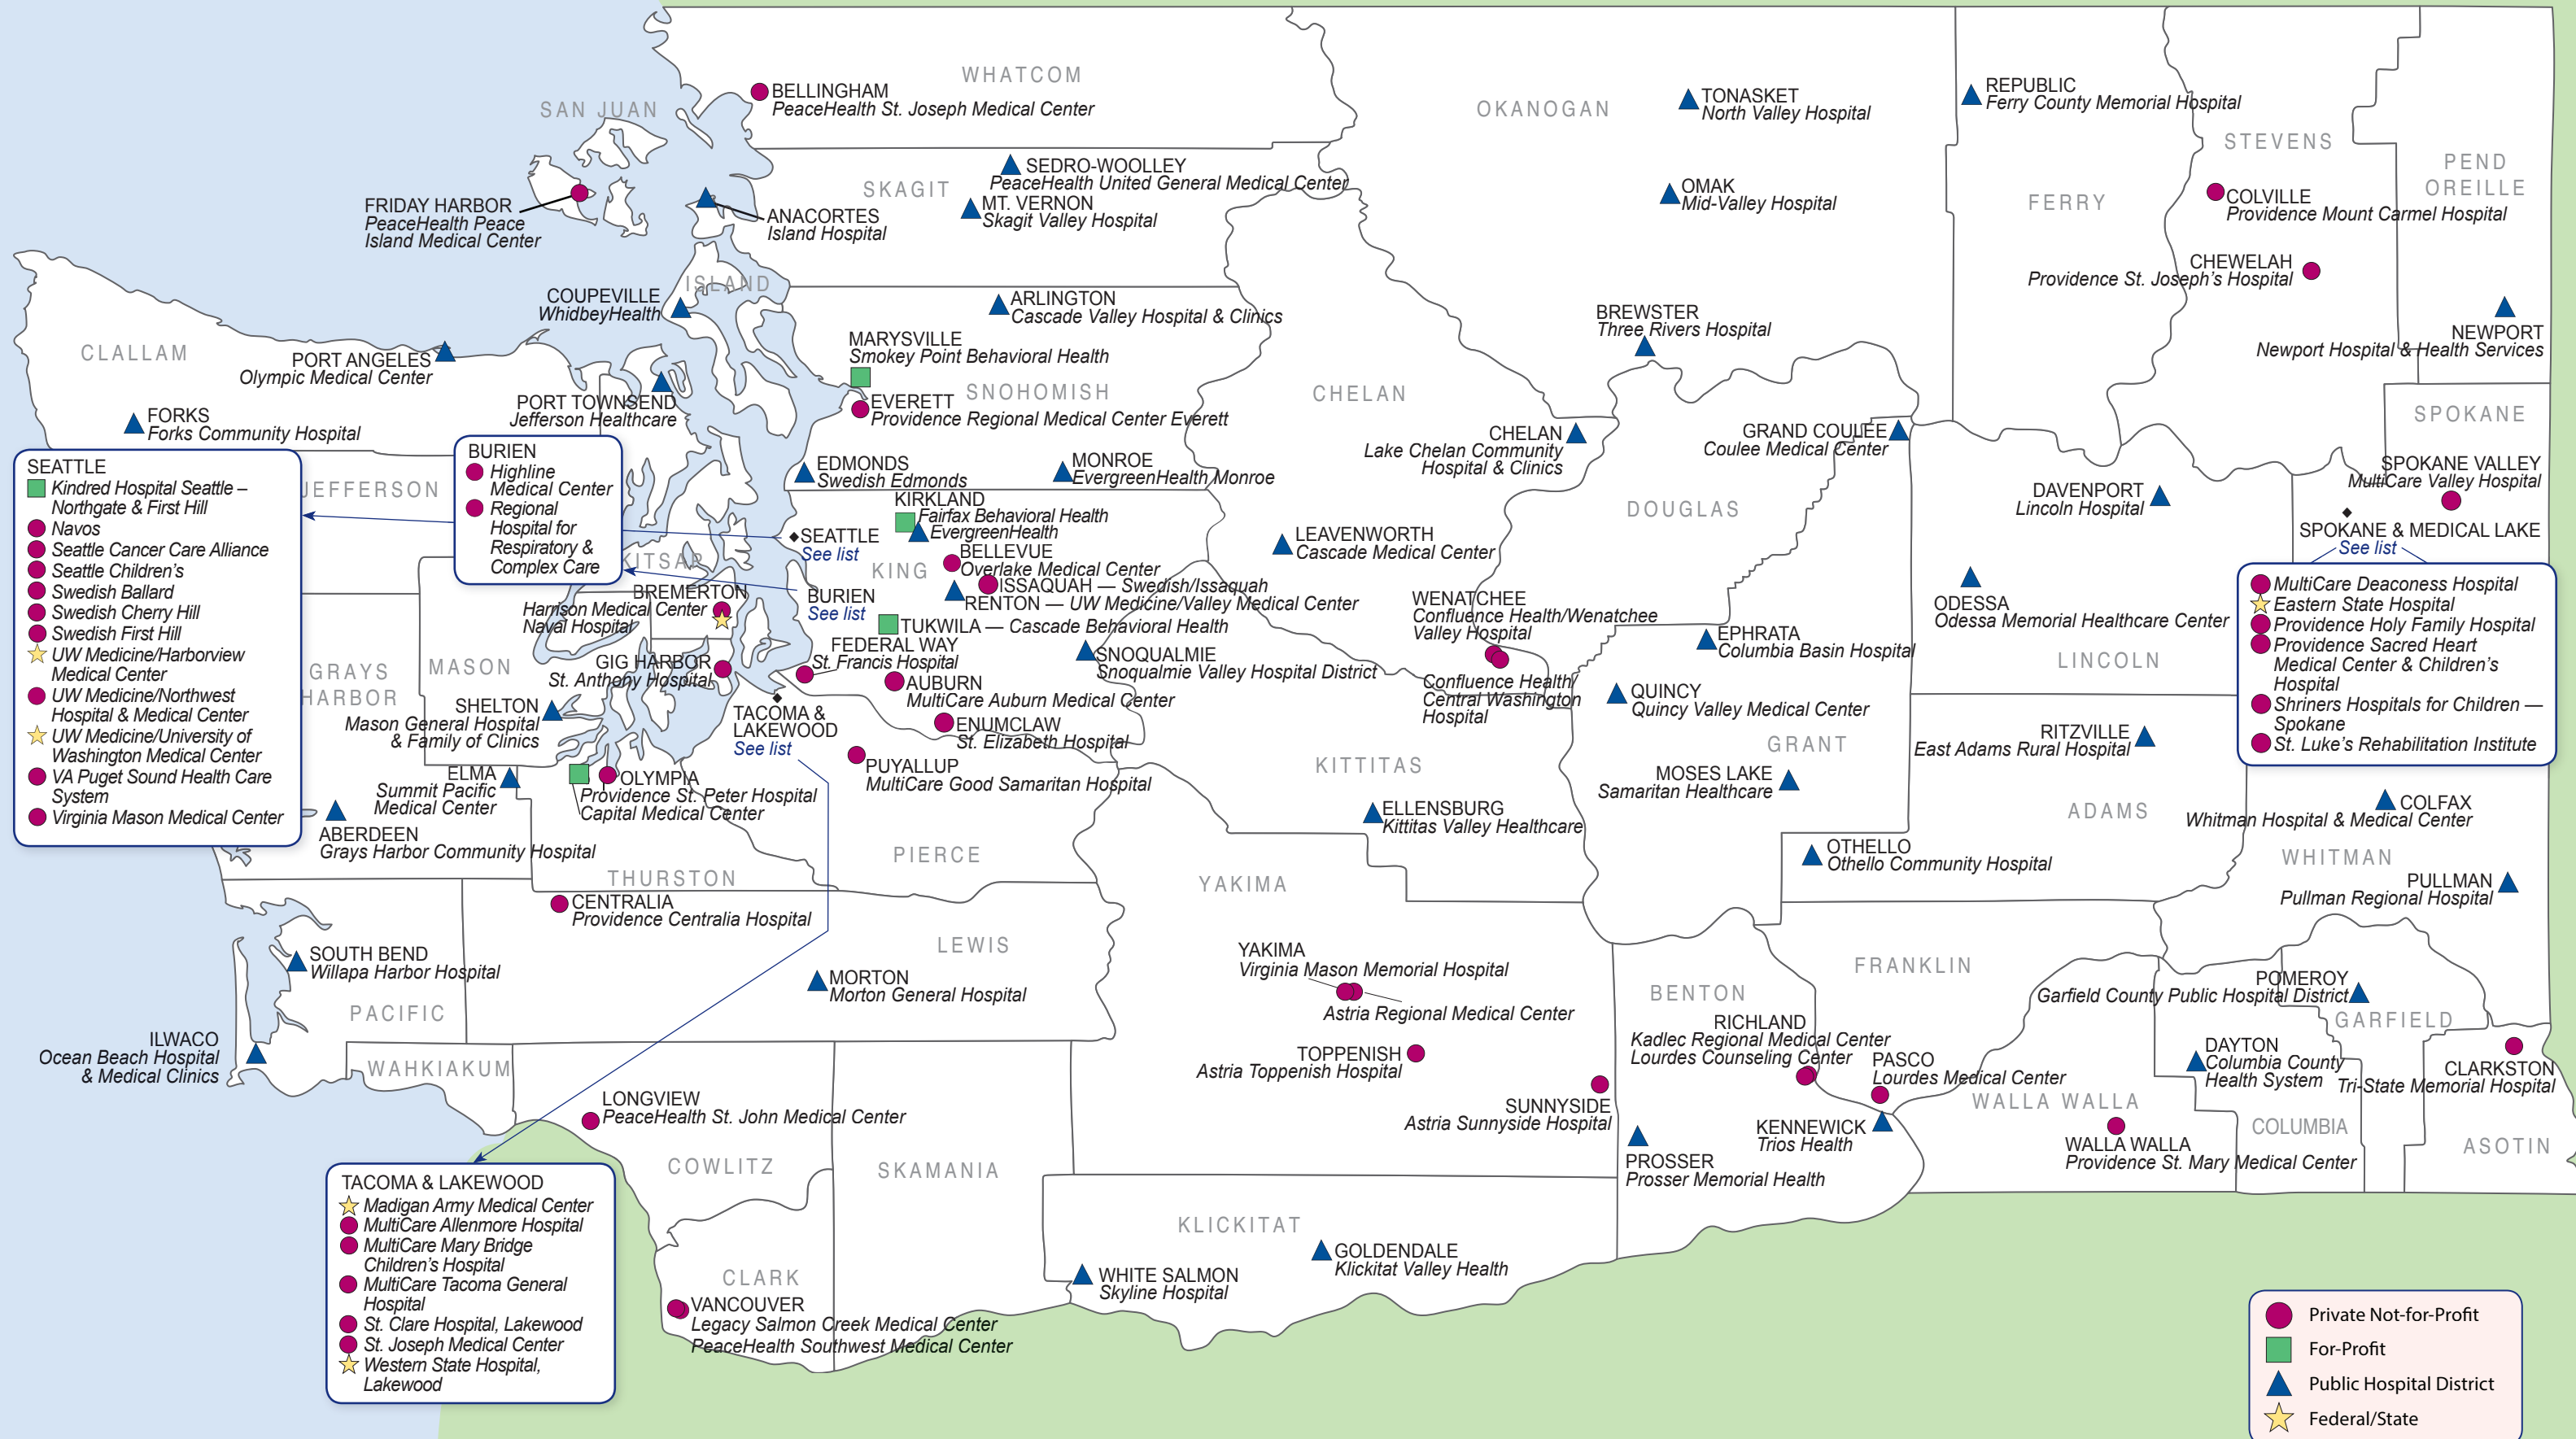 WHATCOM
SAN JUAN
BELLINGHAM
PeaceHealth St. Joseph Medical Center
SKAGIT
SEDRO-WOOLLEY
PeaceHealth United General Medical Center
MT. VERNON
Skagit Valley Hospital
FRIDAY HARBOR
PeaceHealth Peace
Island Medical Center
ANACORTES
Island Hospital
ISLAND
COUPEVILLE
WhidbeyHealth
ARLINGTON
Cascade Valley Hospital & Clinics
MARYSVILLE
Smokey Point Behavioral Health
SNOHOMISH
EVERETT
Providence Regional Medical Center Everett
EDMONDS
Swedish Edmonds
MONROE
EvergreenHealth Monroe
CLALLAM
PORT ANGELES
Olympic Medical Center
PORT TOWNSEND
Jefferson Healthcare
FORKS
Forks Community Hospital
JEFFERSON
OKANOGAN
TONASKET
North Valley Hospital
OMAK
Mid-Valley Hospital
BREWSTER
Three Rivers Hospital
REPUBLIC
Ferry County Memorial Hospital
FERRY
STEVENS
COLVILLE
Providence Mount Carmel Hospital
CHEWELAH
Providence St. Joseph's Hospital
PEND
OREILLE
NEWPORT
Newport Hospital & Health Services
SPOKANE
SPOKANE VALLEY
MultiCare Valley Hospital
SPOKANE & MEDICAL LAKE
See list
MultiCare Deaconess Hospital
Eastern State Hospital
Providence Holy Family Hospital
Providence Sacred Heart
Medical Center & Children's
Hospital
Shriners Hospitals for Children —
Spokane
St. Luke's Rehabilitation Institute
CHELAN
CHELAN
Lake Chelan Community
Hospital & Clinics
LEAVENWORTH
Cascade Medical Center
WENATCHEE
Confluence Health/Wenatchee
Valley Hospital
Confluence Health/
Central Washington
Hospital
DOUGLAS
GRAND COULEE
Coulee Medical Center
EPHRATA
Columbia Basin Hospital
QUINCY
Quincy Valley Medical Center
GRANT
MOSES LAKE
Samaritan Healthcare
DAVENPORT
Lincoln Hospital
ODESSA
Odessa Memorial Healthcare Center
LINCOLN
RITZVILLE
East Adams Rural Hospital
ADAMS
OTHELLO
Othello Community Hospital
COLFAX
Whitman Hospital & Medical Center
WHITMAN
PULLMAN
Pullman Regional Hospital
SEATTLE
Kindred Hospital Seattle –
Northgate & First Hill
Navos
Seattle Cancer Care Alliance
Seattle Children's
Swedish Ballard
Swedish Cherry Hill
Swedish First Hill
UW Medicine/Harborview
Medical Center
UW Medicine/Northwest
Hospital & Medical Center
UW Medicine/University of
Washington Medical Center
VA Puget Sound Health Care
System
Virginia Mason Medical Center
BURIEN
Highline
Medical Center
Regional
Hospital for
Respiratory &
Complex Care
KITSAP
SEATTLE
See list
BURIEN
See list
KIRKLAND
Fairfax Behavioral Health
EvergreenHealth
KING
BELLEVUE
Overlake Medical Center
ISSAQUAH — Swedish/Issaquah
RENTON — UW Medicine/Valley Medical Center
TUKWILA — Cascade Behavioral Health
SNOQUALMIE
Snoqualmie Valley Hospital District
FEDERAL WAY
St. Francis Hospital
AUBURN
MultiCare Auburn Medical Center
ENUMCLAW
St. Elizabeth Hospital
BREMERTON
Harrison Medical Center
Naval Hospital
GIG HARBOR
St. Anthony Hospital
TACOMA &
LAKEWOOD
See list
PUYALLUP
MultiCare Good Samaritan Hospital
PIERCE
MASON
GRAYS
HARBOR
SHELTON
Mason General Hospital
& Family of Clinics
ELMA
Summit Pacific
Medical Center
ABERDEEN
Grays Harbor Community Hospital
OLYMPIA
Providence St. Peter Hospital
Capital Medical Center
THURSTON
CENTRALIA
Providence Centralia Hospital
LEWIS
MORTON
Morton General Hospital
SOUTH BEND
Willapa Harbor Hospital
PACIFIC
ILWACO
Ocean Beach Hospital
& Medical Clinics
WAHKIAKUM
LONGVIEW
PeaceHealth St. John Medical Center
COWLITZ
SKAMANIA
CLARK
VANCOUVER
Legacy Salmon Creek Medical Center
PeaceHealth Southwest Medical Center
TACOMA & LAKEWOOD
Madigan Army Medical Center
MultiCare Allenmore Hospital
MultiCare Mary Bridge
Children's Hospital
MultiCare Tacoma General
Hospital
St. Clare Hospital, Lakewood
St. Joseph Medical Center
Western State Hospital,
Lakewood
KITTITAS
ELLENSBURG
Kittitas Valley Healthcare
YAKIMA
YAKIMA
Virginia Mason Memorial Hospital
Astria Regional Medical Center
TOPPENISH
Astria Toppenish Hospital
SUNNYSIDE
Astria Sunnyside Hospital
KLICKITAT
GOLDENDALE
Klickitat Valley Health
WHITE SALMON
Skyline Hospital
BENTON
RICHLAND
Kadlec Regional Medical Center
Lourdes Counseling Center
PROSSER
Prosser Memorial Health
KENNEWICK
Trios Health
FRANKLIN
PASCO
Lourdes Medical Center
WALLA WALLA
WALLA WALLA
Providence St. Mary Medical Center
POMEROY
Garfield County Public Hospital District
GARFIELD
DAYTON
Columbia County
Health System
COLUMBIA
CLARKSTON
Tri-State Memorial Hospital
ASOTIN
Private Not-for-Profit
For-Profit
Public Hospital District
Federal/State